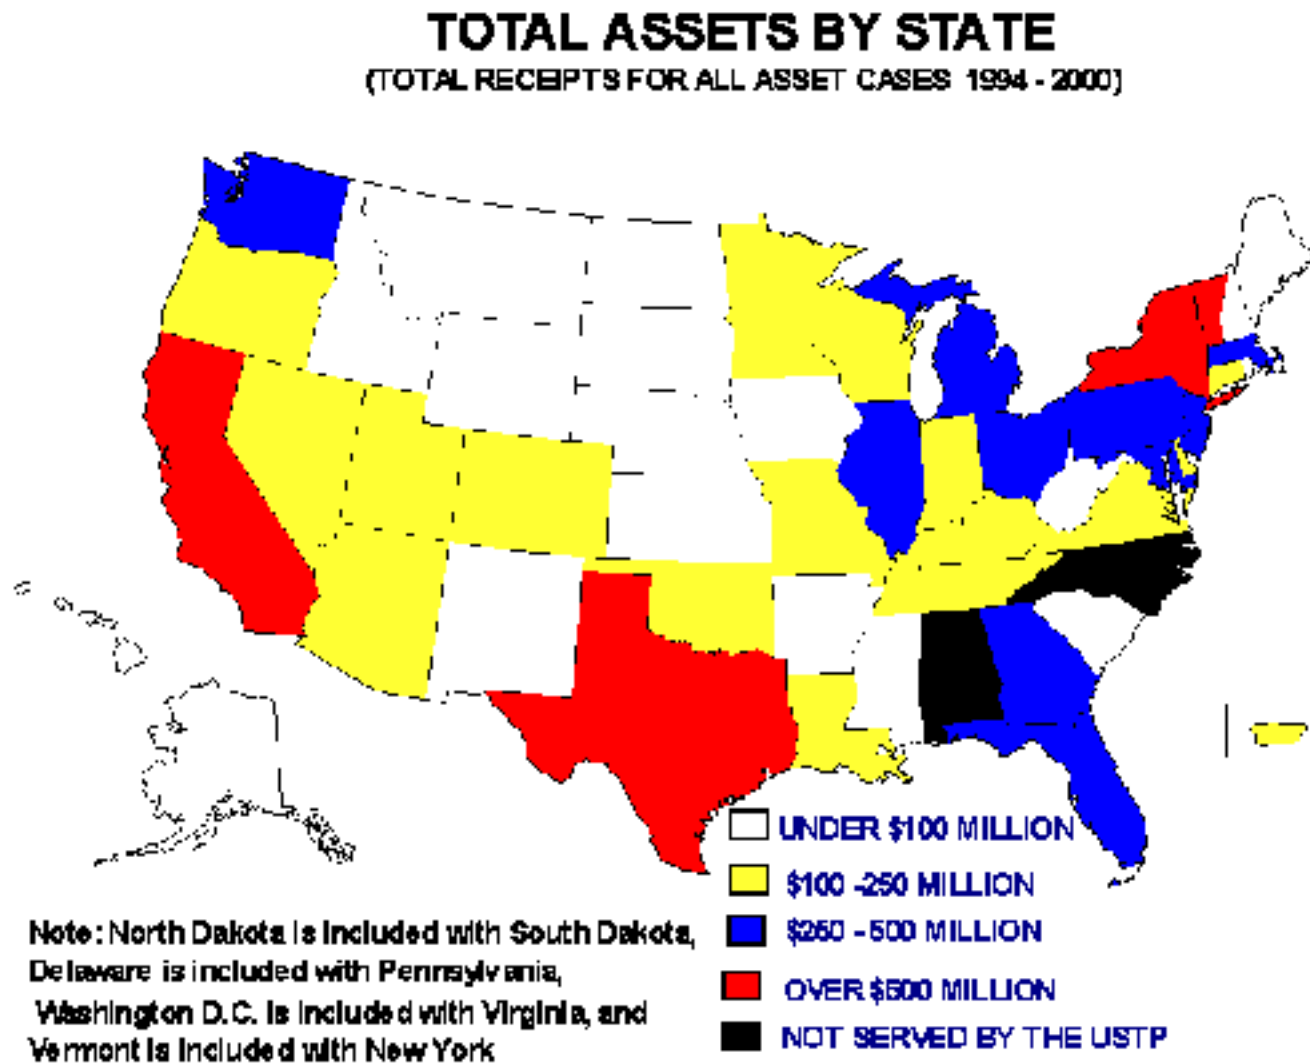 TOTAL ASSETS BY STATE
(TOTAL RECEIPTS FOR ALL ASSET CASES 1994 - 2000)
UNDER $100 MILLION
$100 -250 MILLION
$250 - 500 MILLION
OVER $500 MILLION
NOT SERVED BY THE USTP
Note: North Dakota is included with South Dakota,
Delaware is included with Pennsylvania,
Washington D.C. is included with Virginia, and
Vermont is included with New York